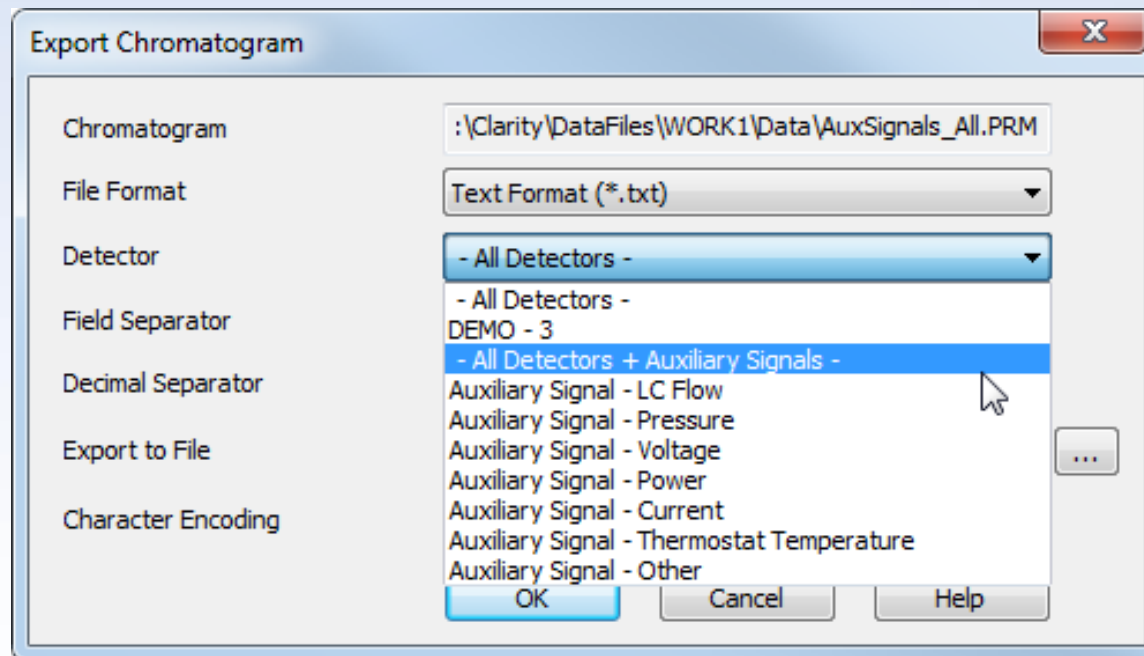 Export Chromatogram
Chromatogram :\Clarity\DataFiles\WORK1\Data\AuxSignals_All.PRM
File Format Text Format (*.txt)
Detector - All Detectors -
- All Detectors -
Field Separator DEMO - 3
- All Detectors + Auxiliary Signals -
Decimal Separator Auxiliary Signal - LC Flow
Auxiliary Signal - Pressure
Export to File Auxiliary Signal - Voltage
...
Auxiliary Signal - Power
Character Encoding Auxiliary Signal - Current
Auxiliary Signal - Thermostat Temperature
Auxiliary Signal - Other
OK Cancel Help